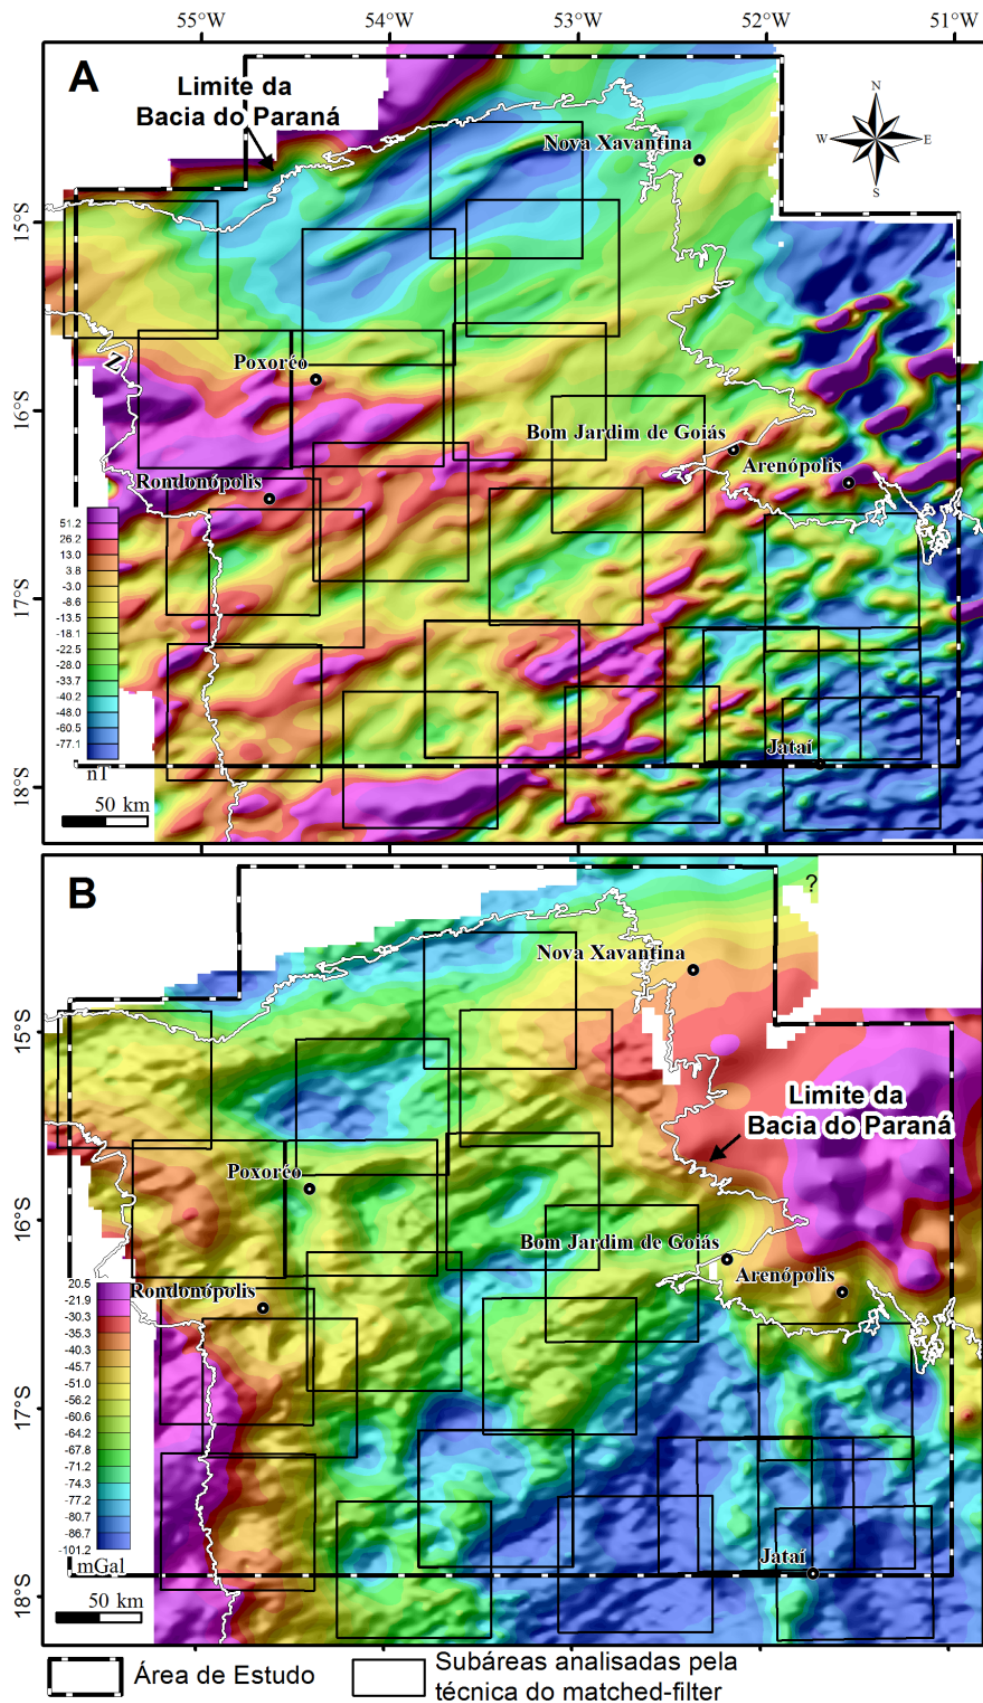 55°W 54°W 53°W 52°W 51°W
A
Limite da
Bacia do Paraná
N
W E
S
Nova Xavantina
15°S
Z
Poxoréo
16°S
Bom Jardim de Goiás
Arenópolis
Rondonópolis
51.2
26.2
13.0
3.8
-3.0
-8.6
-13.5
-18.1
-22.5
-28.0
-33.7
-40.2
-48.0
-60.5
-77.1
nT
17°S
Jataí
18°S
50 km
B
?
Nova Xavantina
15°S
Limite da
Bacia do Paraná
Poxoréo
16°S
Bom Jardim de Goiás
Arenópolis
Rondonópolis
20.5
-21.9
-30.3
-35.3
-40.3
-45.7
-51.0
-56.2
-60.6
-64.2
-67.8
-71.2
-74.3
-77.2
-80.7
-86.7
-101.2
mGal
17°S
Jataí
18°S
50 km
Área de Estudo
Subáreas analisadas pela
técnica do matched-filter